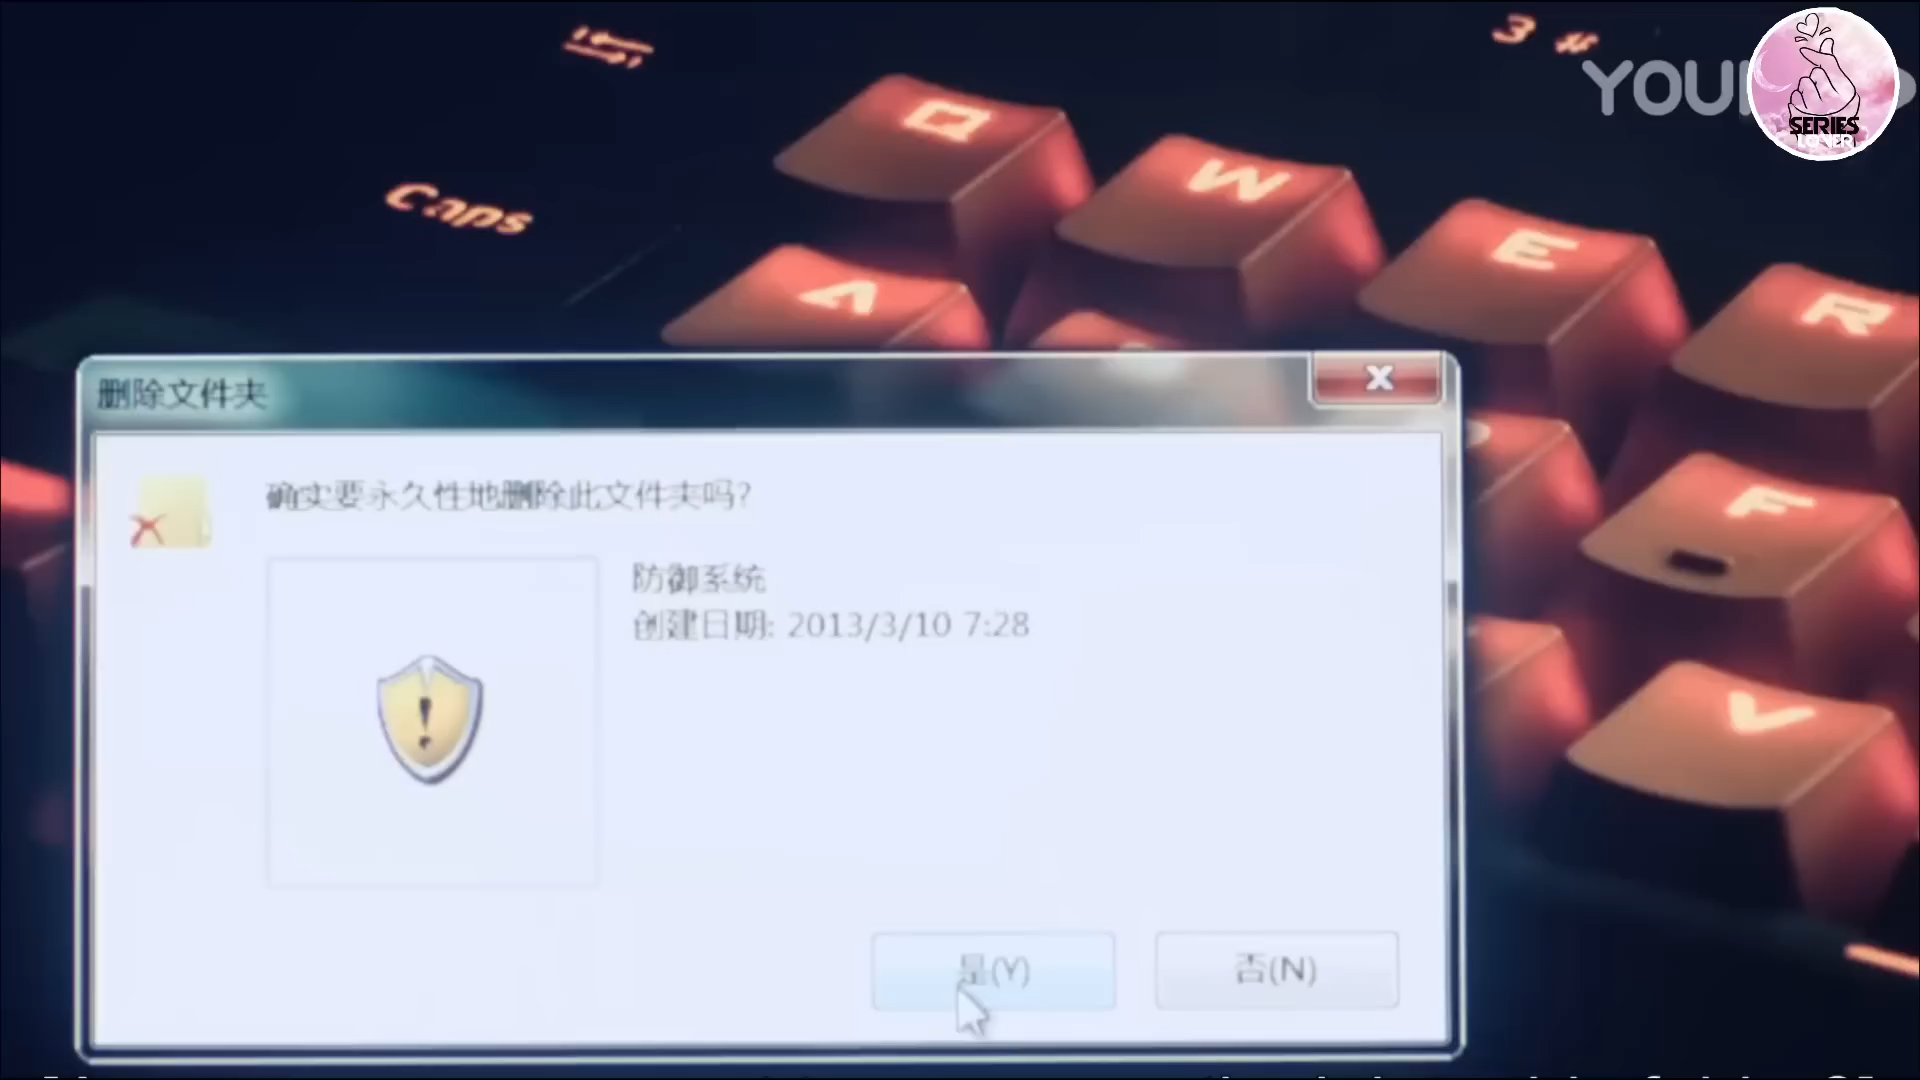 3 #
YOU
SERIES
LOVER
Q
W
E
R
Caps
A
F
V
删除文件夹
确实要永久性地删除此文件夹吗?
防御系统
创建日期: 2013/3/10 7:28
是(Y)
否(N)